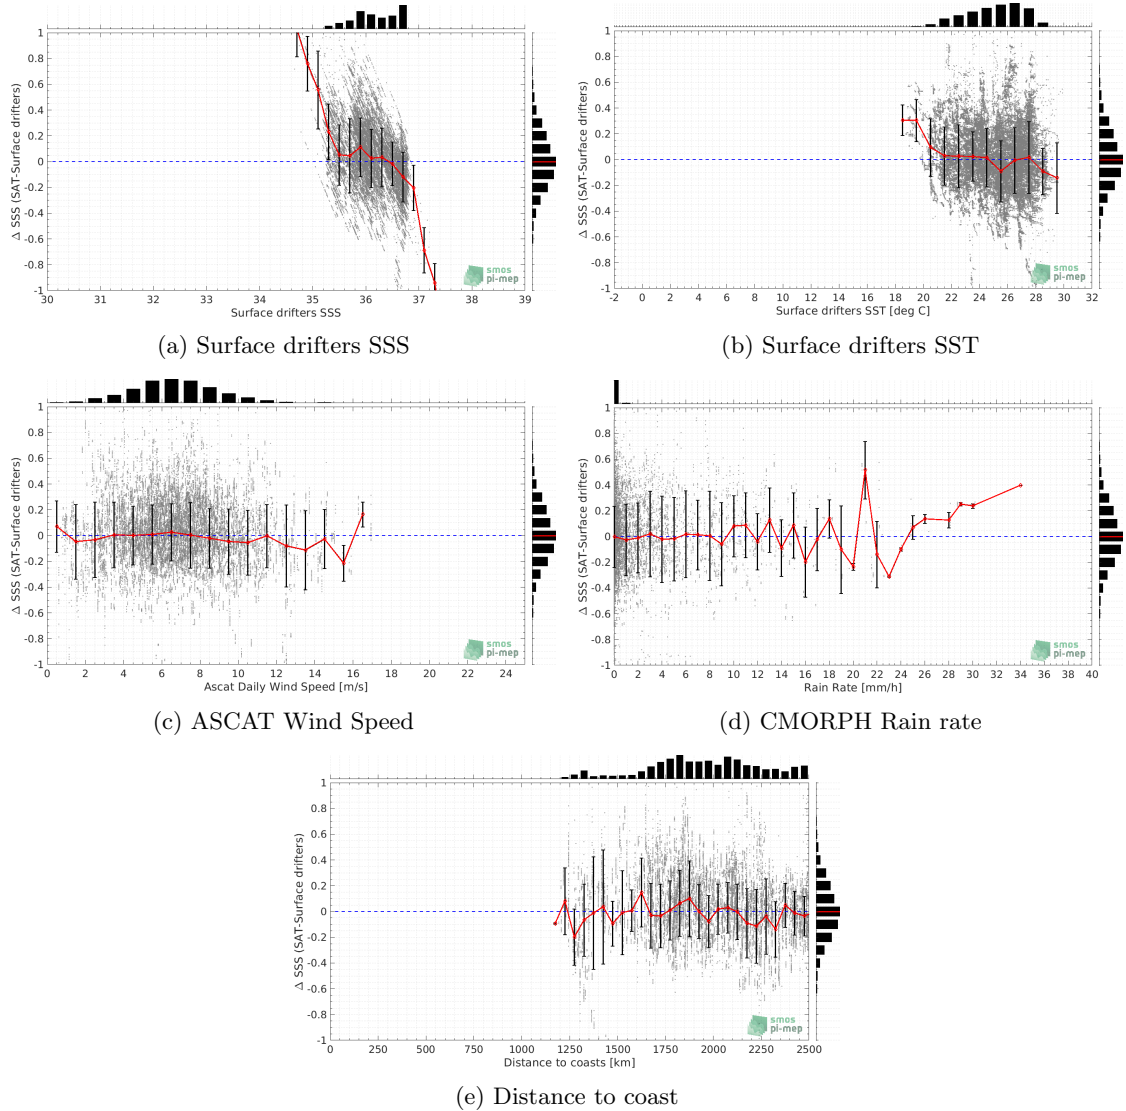 Δ SSS (SAT-Surface drifters)
1
0.8
0.6
0.4
0.2
0
-0.2
-0.4
-0.6
-0.8
-1
30 31 32 33 34 35 36 37 38 39
Surface drifters SSS
smos
pi-mep
(a) Surface drifters SSS
Δ SSS (SAT-Surface drifters)
1
0.8
0.6
0.4
0.2
0
-0.2
-0.4
-0.6
-0.8
-1
-2 0 2 4 6 8 10 12 14 16 18 20 22 24 26 28 30 32
Surface drifters SST [deg C]
smos
pi-mep
(b) Surface drifters SST
Δ SSS (SAT-Surface drifters)
1
0.8
0.6
0.4
0.2
0
-0.2
-0.4
-0.6
-0.8
-1
0 2 4 6 8 10 12 14 16 18 20 22 24
Ascat Daily Wind Speed [m/s]
smos
pi-mep
(c) ASCAT Wind Speed
Δ SSS (SAT-Surface drifters)
1
0.8
0.6
0.4
0.2
0
-0.2
-0.4
-0.6
-0.8
-1
0 2 4 6 8 10 12 14 16 18 20 22 24 26 28 30 32 34 36 38 40
Rain Rate [mm/h]
smos
pi-mep
(d) CMORPH Rain rate
Δ SSS (SAT-Surface drifters)
1
0.8
0.6
0.4
0.2
0
-0.2
-0.4
-0.6
-0.8
-1
0 250 500 750 1000 1250 1500 1750 2000 2250 2500
Distance to coasts [km]
smos
pi-mep
(e) Distance to coast